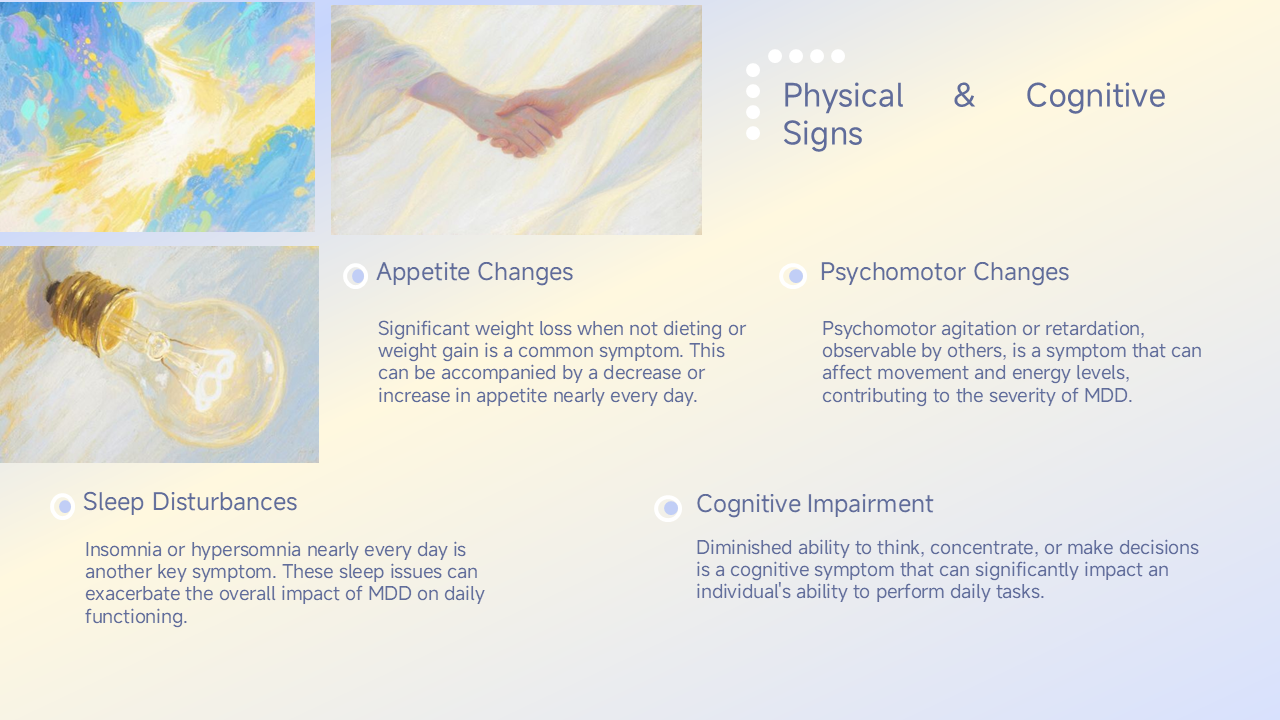 Physical & Cognitive
Signs
Appetite Changes
Significant weight loss when not dieting or
weight gain is a common symptom. This
can be accompanied by a decrease or
increase in appetite nearly every day.
Psychomotor Changes
Psychomotor agitation or retardation,
observable by others, is a symptom that can
affect movement and energy levels,
contributing to the severity of MDD.
Sleep Disturbances
Insomnia or hypersomnia nearly every day is
another key symptom. These sleep issues can
exacerbate the overall impact of MDD on daily
functioning.
Cognitive Impairment
Diminished ability to think, concentrate, or make decisions
is a cognitive symptom that can significantly impact an
individual's ability to perform daily tasks.